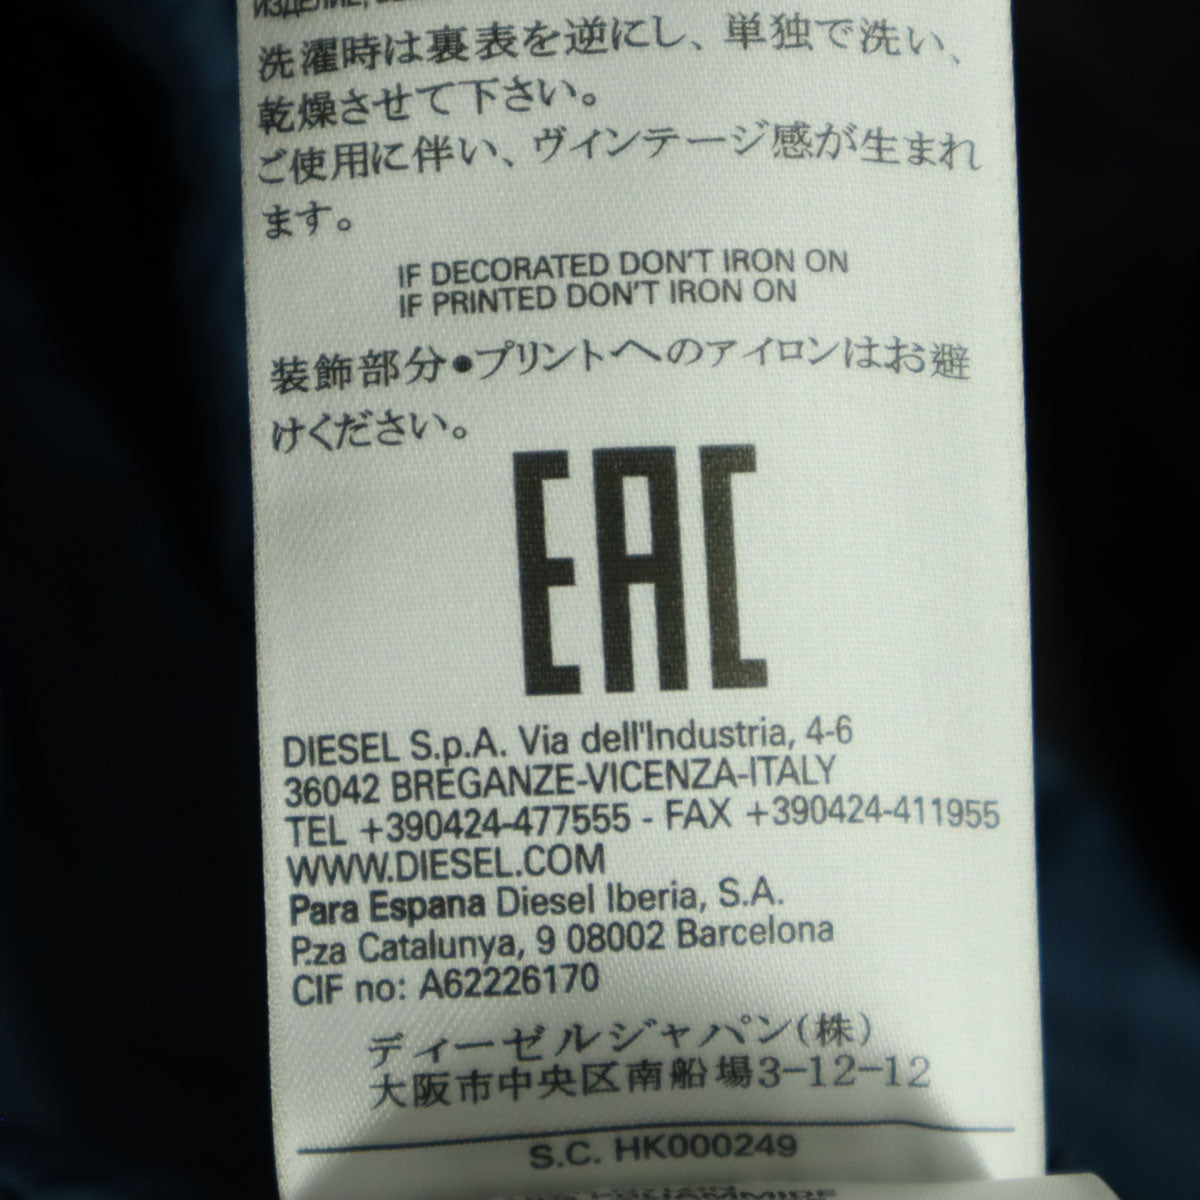 ИЗДЕЛИЕ,
洗濯時は裏表を逆にし、単独で洗い、
乾燥させて下さい。
ご使用に伴い、ヴィンテージ感が生まれ
ます。
IF DECORATED DON'T IRON ON
IF PRINTED DON'T IRON ON
装飾部分●プリントへのアイロンはお避
けください。
EAC
DIESEL S.p.A. Via dell'Industria, 4-6
36042 BREGANZE-VICENZA-ITALY
TEL +390424-477555 - FAX +390424-411955
WWW.DIESEL.COM
Para Espana Diesel Iberia, S.A.
P.za Catalunya, 9 08002 Barcelona
CIF no: A62226170
ディーゼルジャパン(株)
大阪市中央区南船場3-12-12
S.C. HK000249